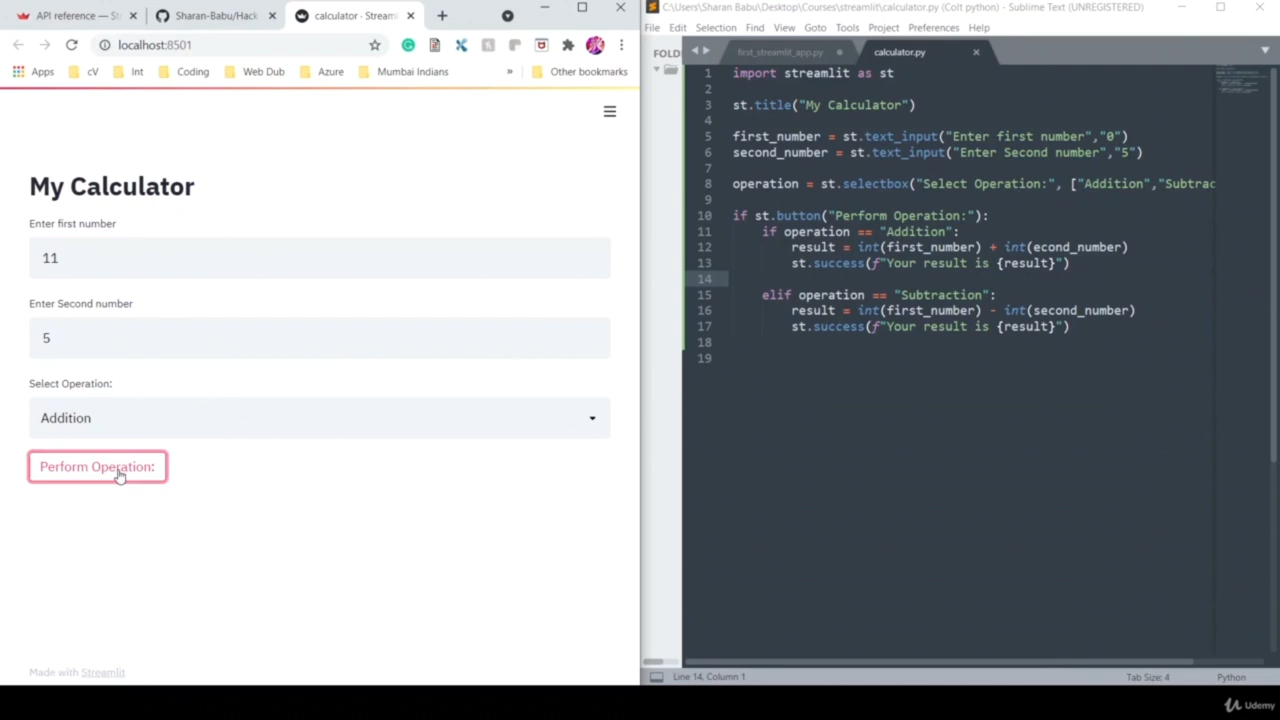 API reference — St
Sharan-Babu/Hack
calculator · Streaml
localhost:8501
Apps
cV
Int
Coding
Web Dub
Azure
Mumbai Indians
»
Other bookmarks
My Calculator
Enter first number
11
Enter Second number
5
Select Operation:
Addition
Perform Operation:
Made with Streamlit
C:\Users\Sharan Babu\Desktop\Courses\streamlit\calculator.py (Colt python) - Sublime Text (UNREGISTERED)
File Edit Selection Find View Goto Tools Project Preferences Help
FOLD
first_streamlit_app.py
calculator.py
1 import streamlit as st
2
3 st.title("My Calculator")
4
5 first_number = st.text_input("Enter first number","0")
6 second_number = st.text_input("Enter Second number","5")
7
8 operation = st.selectbox("Select Operation:", ["Addition","Subtrac
9
10 if st.button("Perform Operation:"):
11 if operation == "Addition":
12 result = int(first_number) + int(econd_number)
13 st.success(f"Your result is {result}")
14
15 elif operation == "Subtraction":
16 result = int(first_number) - int(second_number)
17 st.success(f"Your result is {result}")
18
19
Line 14, Column 1
Tab Size: 4
Python
Udemy